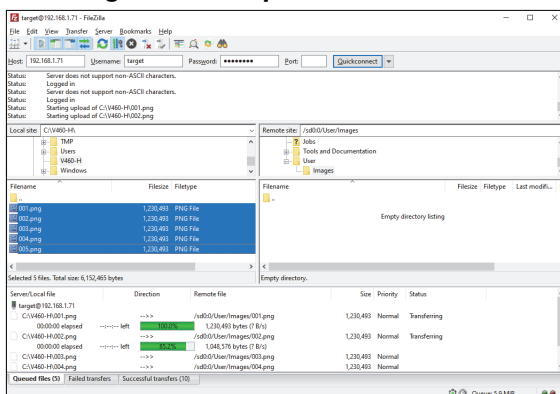 target@192.168.1.71 - FileZilla
File Edit View Transfer Server Bookmarks Help
Host: 192.168.1.71 Username: target Password: ●●●●●●●● Port: Quickconnect
Status: Server does not support non-ASCII characters.
Status: Logged in
Status: Server does not support non-ASCII characters.
Status: Logged in
Status: Starting upload of C:\V460-H\001.png
Status: Starting upload of C:\V460-H\002.png
Local site: C:\V460-H\
TMP
Users
V460-H
Windows
Remote site: /sd0:0/User/Images
? Jobs
Tools and Documentation
User
Images
Filename Filesize Filetype
..
001.png 1,230,493 PNG File
002.png 1,230,493 PNG File
003.png 1,230,493 PNG File
004.png 1,230,493 PNG File
005.png 1,230,493 PNG File
Selected 5 files. Total size: 6,152,465 bytes
Filename Filesize Filetype Last modifi...
..
Empty directory listing
Empty directory.
Server/Local file Direction Remote file Size Priority Status
target@192.168.1.71
C:\V460-H\001.png -->> /sd0:0/User/Images/001.png 1,230,493 Normal Transferring
00:00:00 elapsed --:--:-- left 100.0% 1,230,493 bytes (? B/s)
C:\V460-H\002.png -->> /sd0:0/User/Images/002.png 1,230,493 Normal Transferring
00:00:00 elapsed --:--:-- left 85.2% 1,048,576 bytes (? B/s)
C:\V460-H\003.png -->> /sd0:0/User/Images/003.png 1,230,493 Normal
C:\V460-H\004.png -->> /sd0:0/User/Images/004.png 1,230,493 Normal
Queued files (5) Failed transfers Successful transfers (10)
Queue: 5.9 MiB